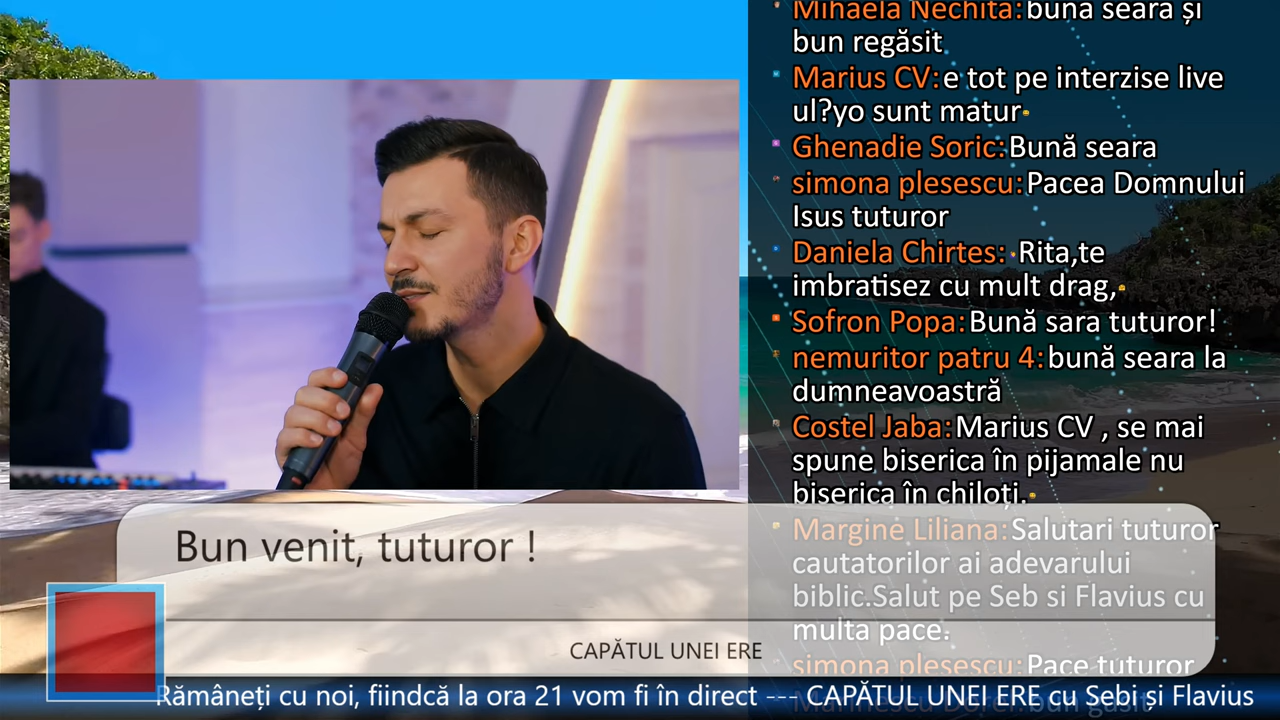 Mihaela Nechita: bună seara și
bun regăsit
Marius CV: e tot pe interzise live
ul?yo sunt matur
Ghenadie Soric: Bună seara
simona plesescu: Pacea Domnului
Isus tuturor
Daniela Chirtes: Rita,te
imbratisez cu mult drag,
Sofron Popa: Bună sara tuturor!
nemuritor patru 4: bună seara la
dumneavoastră
Costel Jaba: Marius CV , se mai
spune biserica în pijamale nu
biserica în chiloți.
Margine Liliana: Salutari tuturor
cautatorilor ai adevarului
biblic.Salut pe Seb si Flavius cu
multa pace.
simona plesescu: Pace tuturor
Marinescu Dorel: bun gasit
Bun venit, tuturor !
CAPĂTUL UNEI ERE
Rămâneți cu noi, fiindcă la ora 21 vom fi în direct --- CAPĂTUL UNEI ERE cu Sebi și Flavius